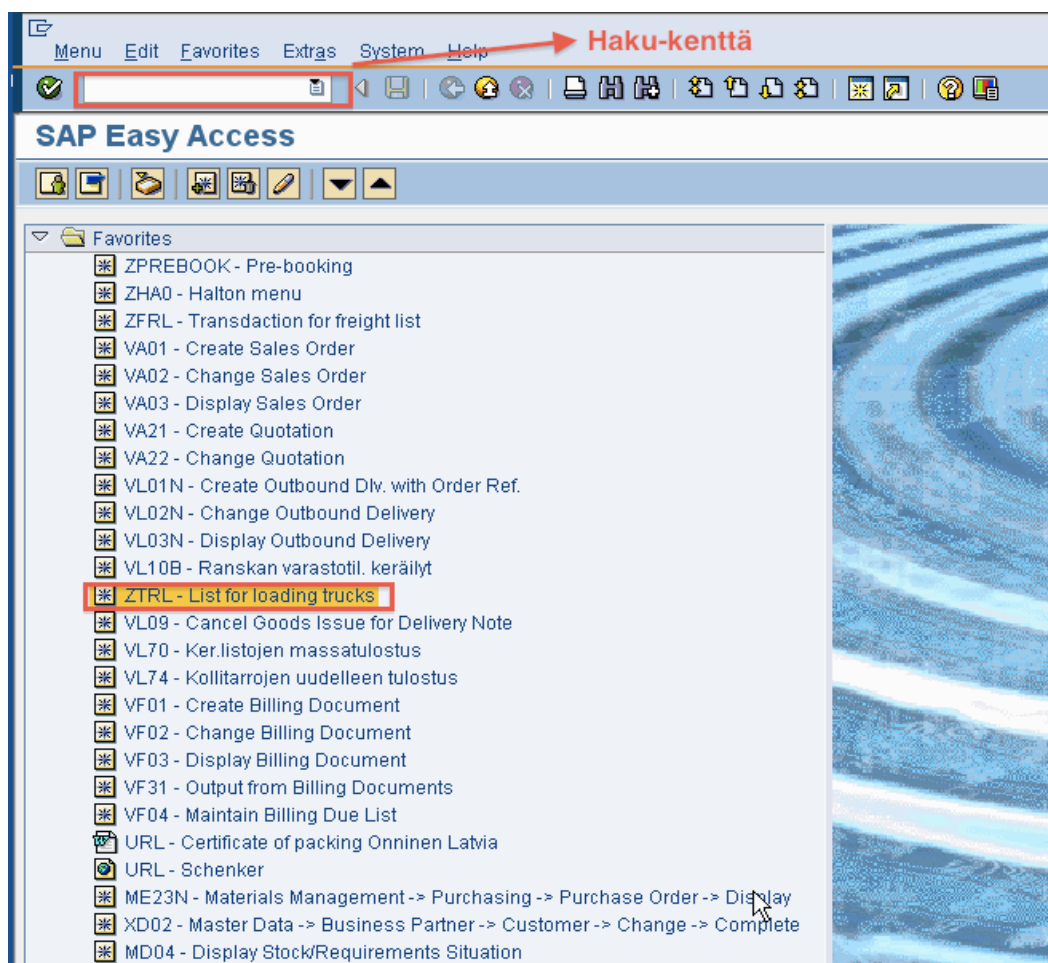 Menu Edit Favorites Extras System Help
Haku-kenttä
SAP Easy Access
Favorites
ZPREBOOK - Pre-booking
ZHA0 - Halton menu
ZFRL - Transdaction for freight list
VA01 - Create Sales Order
VA02 - Change Sales Order
VA03 - Display Sales Order
VA21 - Create Quotation
VA22 - Change Quotation
VL01N - Create Outbound Dlv. with Order Ref.
VL02N - Change Outbound Delivery
VL03N - Display Outbound Delivery
VL10B - Ranskan varastotil. keräilyt
ZTRL - List for loading trucks
VL09 - Cancel Goods Issue for Delivery Note
VL70 - Ker.listojen massatulostus
VL74 - Kollitarrojen uudelleen tulostus
VF01 - Create Billing Document
VF02 - Change Billing Document
VF03 - Display Billing Document
VF31 - Output from Billing Documents
VF04 - Maintain Billing Due List
URL - Certificate of packing Onninen Latvia
URL - Schenker
ME23N - Materials Management -> Purchasing -> Purchase Order -> Display
XD02 - Master Data -> Business Partner -> Customer -> Change -> Complete
MD04 - Display Stock/Requirements Situation